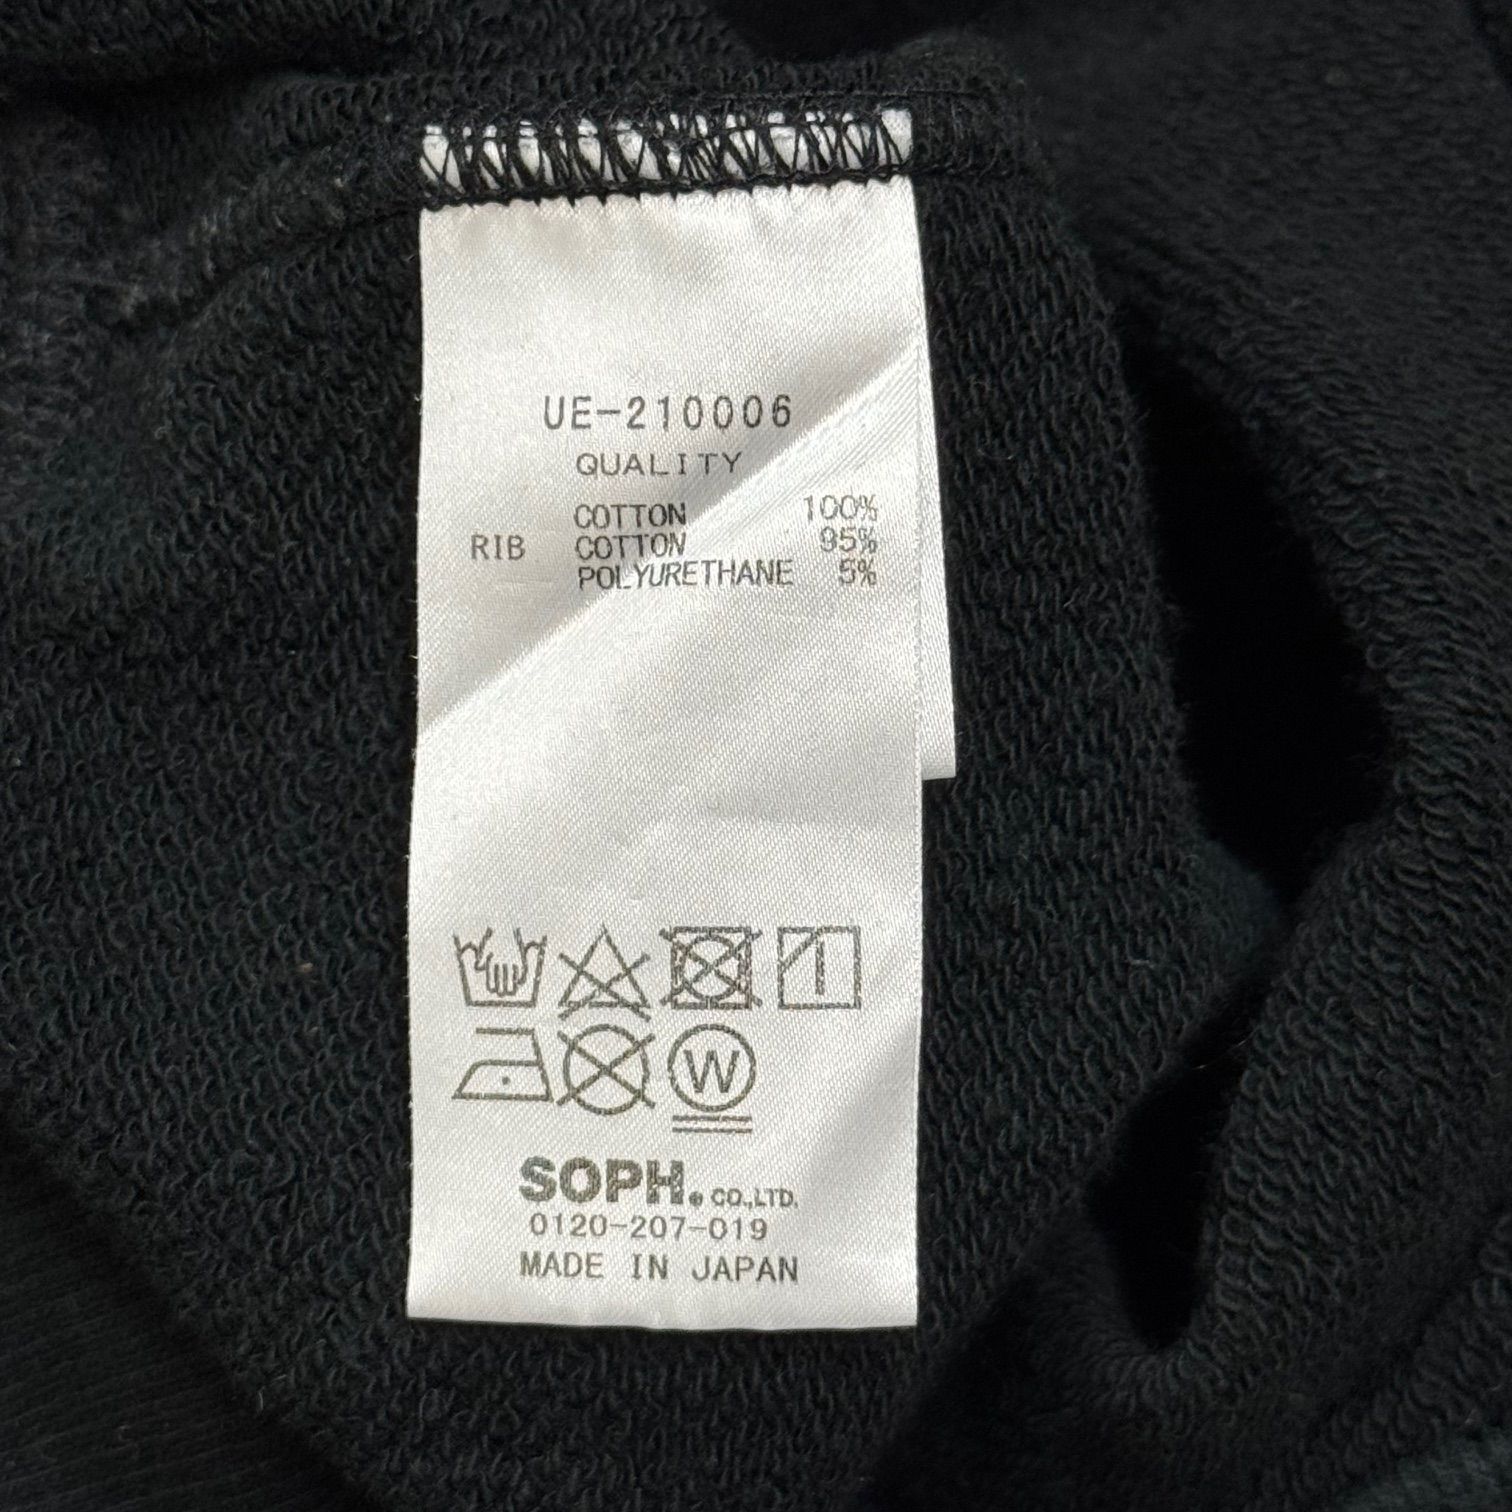 UE-210006
QUALITY
COTTON 100%
RIB COTTON 95%
POLYURETHANE 5%
W
SOPH. CO.,LTD.
0120-207-019
MADE IN JAPAN